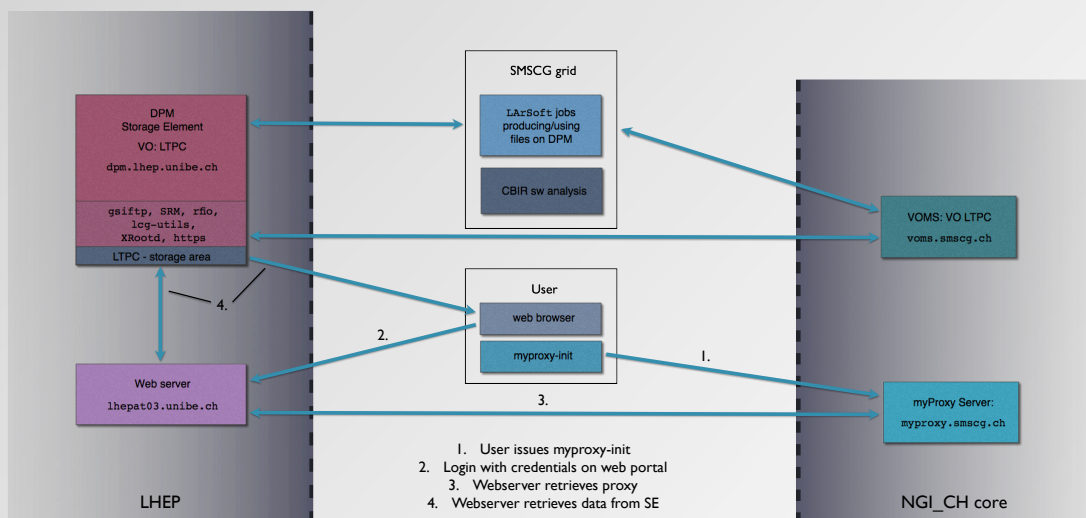 SMSCG grid
LArSoft jobs
producing/using
files on DPM
CBIR sw analysis
DPM
Storage Element
VO: LTPC
dpm.lhep.unibe.ch
gsiftp, SRM, rfio,
lcg-utils,
XRootd, https
LTPC - storage area
VOMS: VO LTPC
voms.smscg.ch
User
web browser
myproxy-init
4.
2.
1.
3.
Web server
lhepat03.unibe.ch
myProxy Server:
myproxy.smscg.ch
1. User issues myproxy-init
2. Login with credentials on web portal
3. Webserver retrieves proxy
4. Webserver retrieves data from SE
LHEP
NGI_CH core